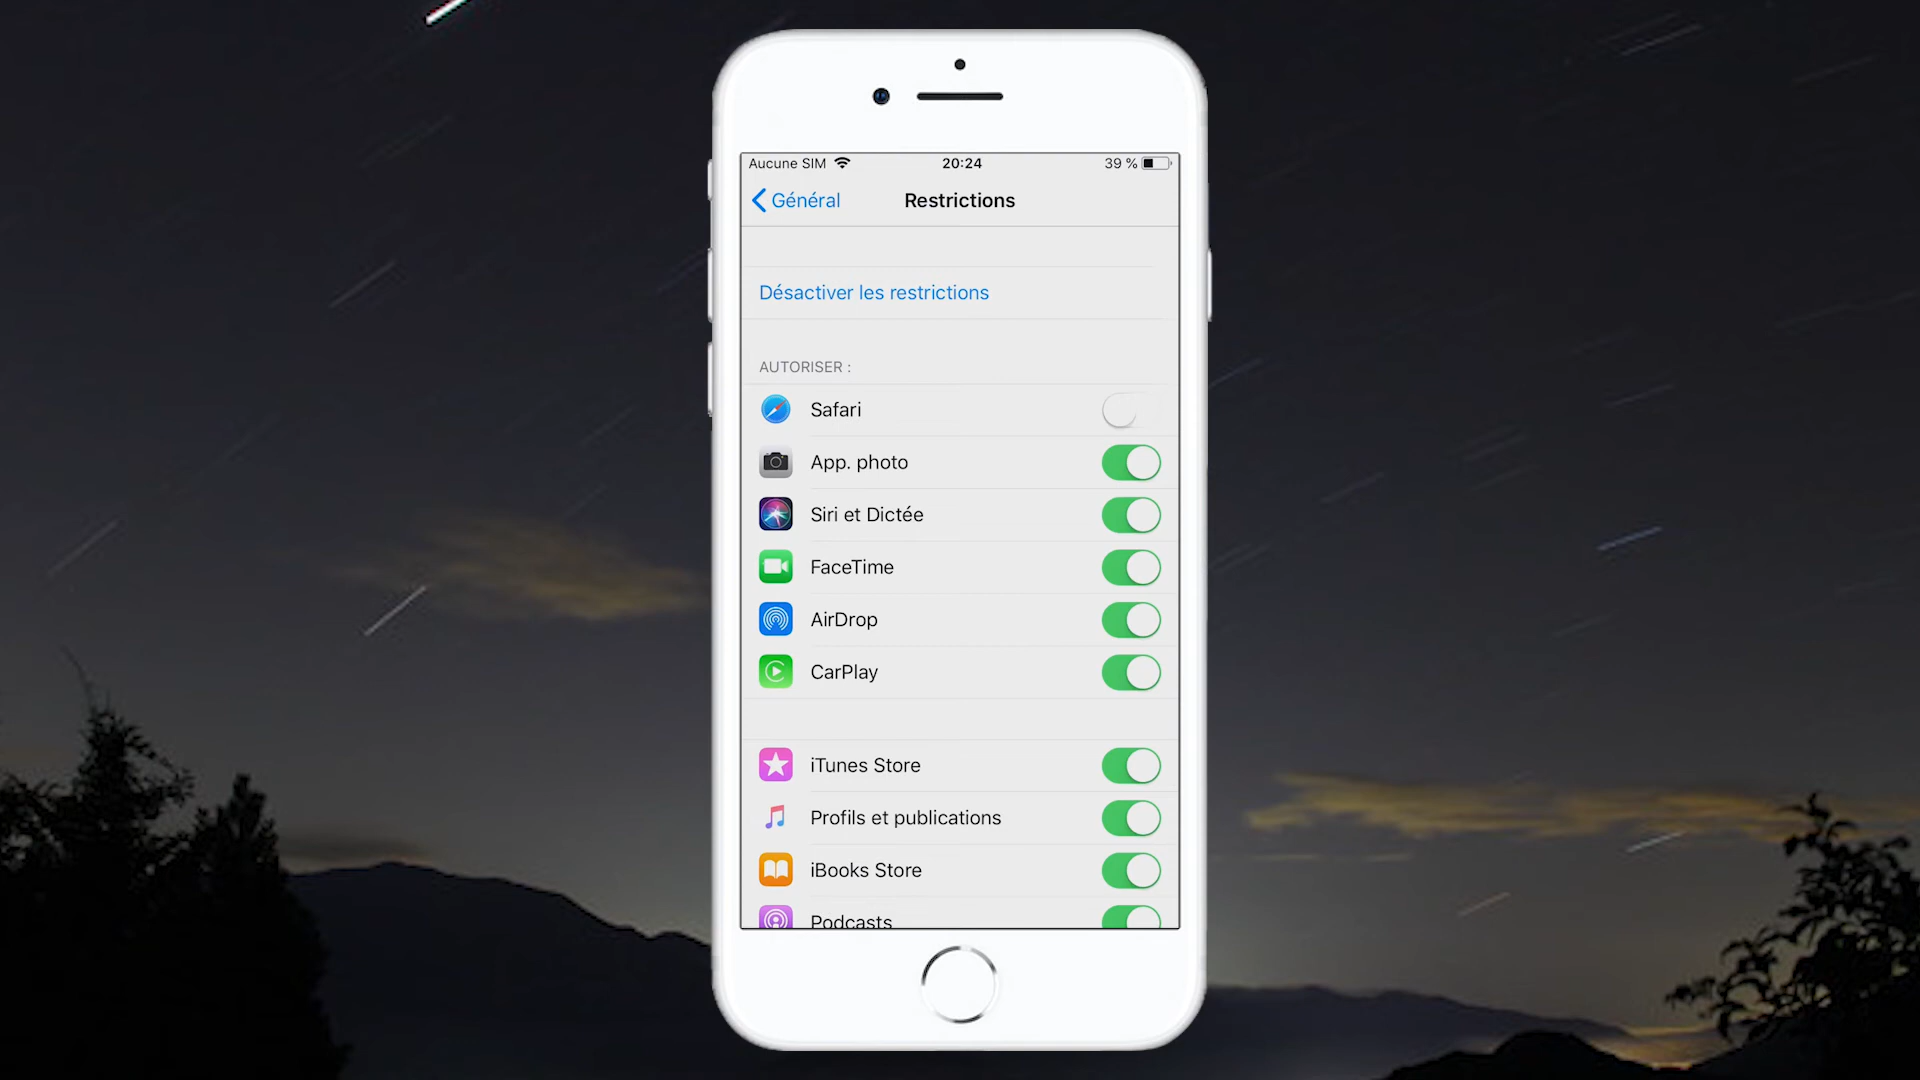 Aucune SIM 20:24 39 %
Général Restrictions
Désactiver les restrictions
AUTORISER :
Safari
App. photo
Siri et Dictée
FaceTime
AirDrop
CarPlay
iTunes Store
Profils et publications
iBooks Store
Podcasts